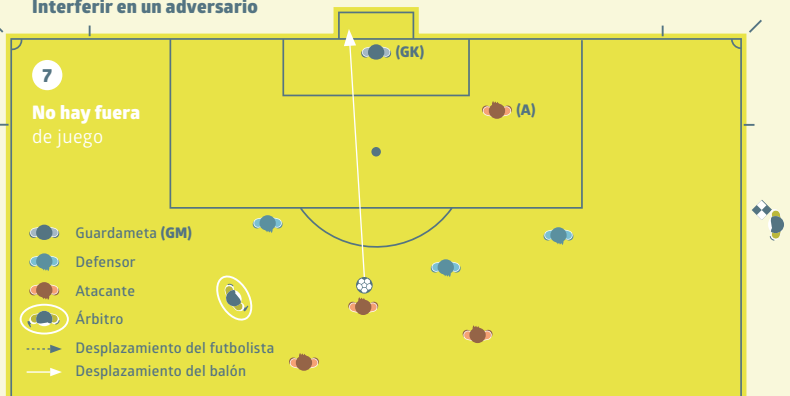 Interferir en un adversario
(GK)
7
(A)
No hay fuera
de juego
Guardameta (GM)
Defensor
Atacante
Árbitro
Desplazamiento del futbolista
Desplazamiento del balón